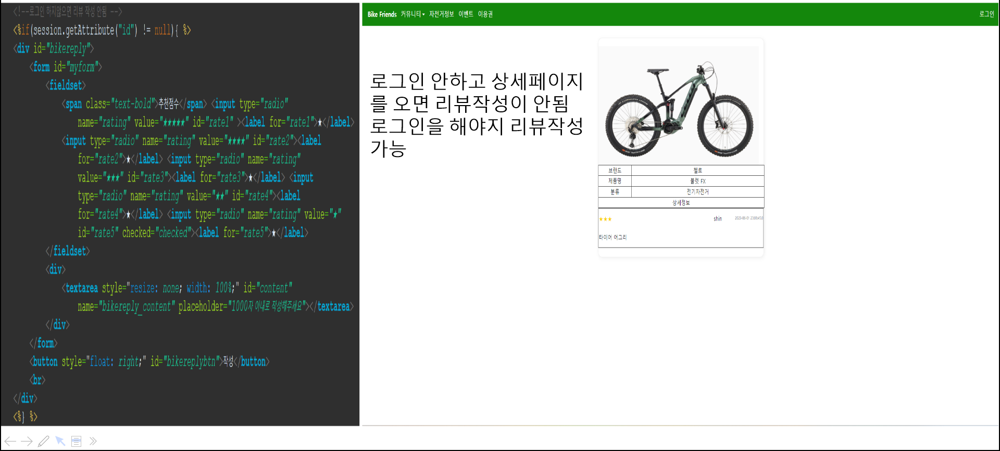 <!--로그인 하지않으면 리뷰 작성 안됨 -->
<%if(session.getAttribute("id") != null){ %>
<div id="bikereply">
<form id="myform">
<fieldset>
<span class="text-bold">추천점수</span> <input type="radio"
name="rating" value="★★★★★" id="rate1" ><label for="rate1">★</label>
<input type="radio" name="rating" value="★★★★" id="rate2"><label
for="rate2">★</label> <input type="radio" name="rating"
value="★★★" id="rate3"><label for="rate3">★</label> <input
type="radio" name="rating" value="★★" id="rate4"><label
for="rate4">★</label> <input type="radio" name="rating" value="★"
id="rate5" checked="checked"><label for="rate5">★</label>
</fieldset>
<div>
<textarea style="resize: none; width: 100%;" id="content"
name="bikereply_content" placeholder="1000자 이내로 작성해주세요"></textarea>
</div>
</form>
<button style="float: right;" id="bikereplybtn">작성</button>
<br>
</div>
<%} %>
Bike Friends 커뮤니티 자전거정보 이벤트 이용권 로그인
로그인 안하고 상세페이지
를 오면 리뷰작성이 안됨
로그인을 해야지 리뷰작성
가능
브랜드 첼로
제품명 불렛 FX
분류 전기자전거
상세정보
★★★ shin 2023-06-01 23:08:45.0
타이어 어그리